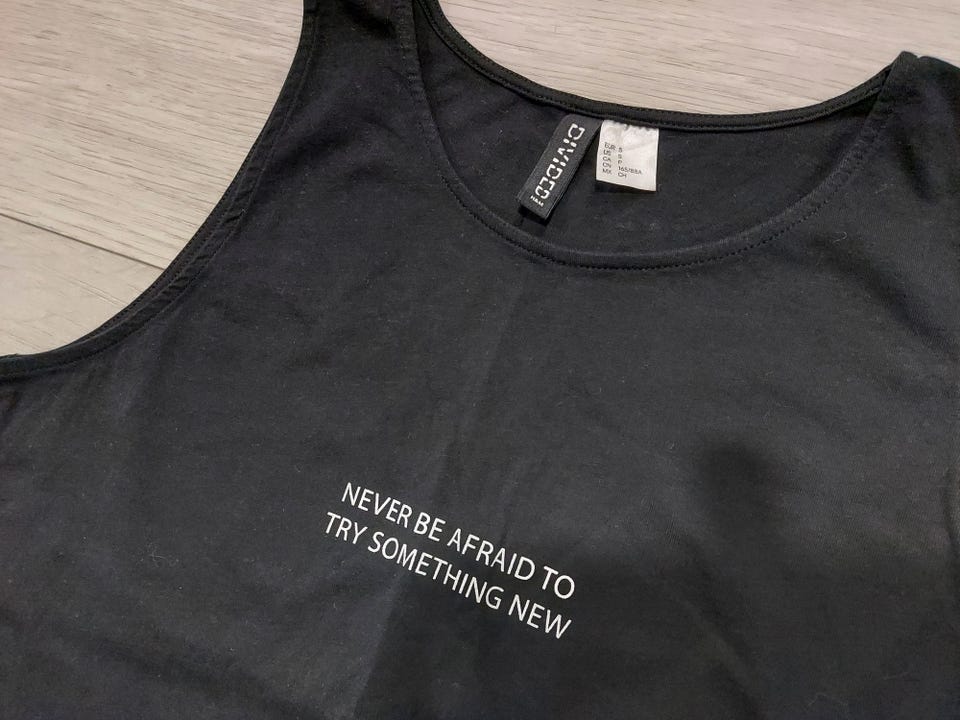 DIVIDED
H&M
EUR S
US S
CA P
CN 165/88A
MX CH
NEVER BE AFRAID TO
TRY SOMETHING NEW